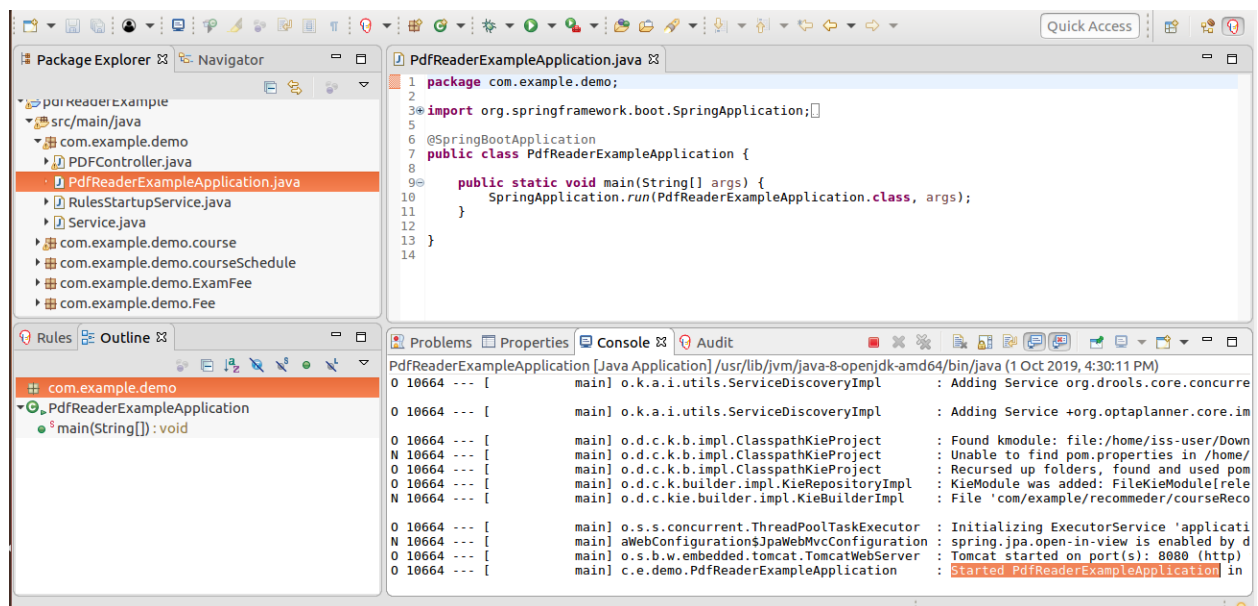 Quick Access
Package Explorer Navigator
pdfReaderExample
src/main/java
com.example.demo
PDFController.java
PdfReaderExampleApplication.java
RulesStartupService.java
Service.java
com.example.demo.course
com.example.demo.courseSchedule
com.example.demo.ExamFee
com.example.demo.Fee
PdfReaderExampleApplication.java
1 package com.example.demo;
2
3 import org.springframework.boot.SpringApplication;
5
6 @SpringBootApplication
7 public class PdfReaderExampleApplication {
8
9 public static void main(String[] args) {
10 SpringApplication.run(PdfReaderExampleApplication.class, args);
11 }
12
13 }
14
Rules Outline
com.example.demo
PdfReaderExampleApplication
main(String[]) : void
Problems Properties Console Audit
PdfReaderExampleApplication [Java Application] /usr/lib/jvm/java-8-openjdk-amd64/bin/java (1 Oct 2019, 4:30:11 PM)
O 10664 --- [ main] o.k.a.i.utils.ServiceDiscoveryImpl : Adding Service org.drools.core.concurre
O 10664 --- [ main] o.k.a.i.utils.ServiceDiscoveryImpl : Adding Service +org.optaplanner.core.im
O 10664 --- [ main] o.d.c.k.b.impl.ClasspathKieProject : Found kmodule: file:/home/iss-user/Down
N 10664 --- [ main] o.d.c.k.b.impl.ClasspathKieProject : Unable to find pom.properties in /home/
O 10664 --- [ main] o.d.c.k.b.impl.ClasspathKieProject : Recursed up folders, found and used pom
O 10664 --- [ main] o.d.c.k.builder.impl.KieRepositoryImpl : KieModule was added: FileKieModule[rele
N 10664 --- [ main] o.d.c.kie.builder.impl.KieBuilderImpl : File 'com/example/recommeder/courseReco
O 10664 --- [ main] o.s.s.concurrent.ThreadPoolTaskExecutor : Initializing ExecutorService 'applicati
N 10664 --- [ main] aWebConfiguration$JpaWebMvcConfiguration : spring.jpa.open-in-view is enabled by d
O 10664 --- [ main] o.s.b.w.embedded.tomcat.TomcatWebServer : Tomcat started on port(s): 8080 (http)
O 10664 --- [ main] c.e.demo.PdfReaderExampleApplication : Started PdfReaderExampleApplication in